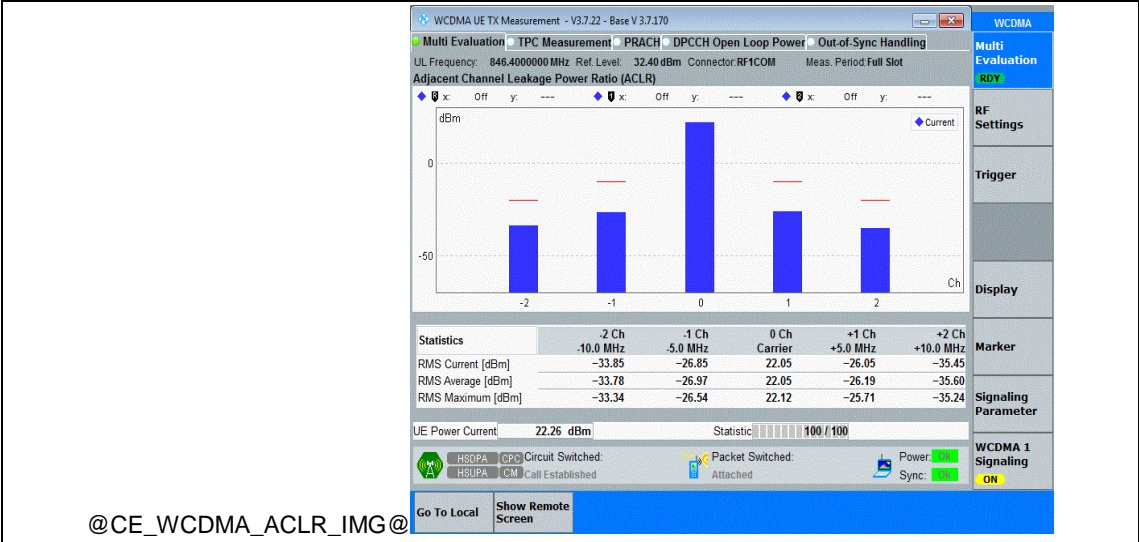 WCDMA UE TX Measurement - V3.7.22 - Base V 3.7.170
WCDMA
Multi Evaluation TPC Measurement PRACH DPCCH Open Loop Power Out-of-Sync Handling
Multi
Evaluation
RDY
UL Frequency: 846.4000000 MHz Ref. Level: 32.40 dBm Connector: RF1COM Meas. Period: Full Slot
Adjacent Channel Leakage Power Ratio (ACLR)
x: Off y: --- 1 x: Off y: --- 2 x: Off y: ---
RF
Settings
dBm
Current
0
Trigger
-50
Ch
Display
-2 -1 0 1 2
Statistics
-2 Ch -1 Ch 0 Ch +1 Ch +2 Ch
-10.0 MHz -5.0 MHz Carrier +5.0 MHz +10.0 MHz
Marker
RMS Current [dBm] −33.85 −26.85 22.05 −26.05 −35.45
RMS Average [dBm] −33.78 −26.97 22.05 −26.19 −35.60
RMS Maximum [dBm] −33.34 −26.54 22.12 −25.71 −35.24
Signaling
Parameter
UE Power Current 22.26 dBm Statistic 100 / 100
HSDPA CPC Circuit Switched: Packet Switched: Power: OK
HSUPA CM Call Established Attached Sync: OK
WCDMA 1
Signaling
ON
Go To Local
Show Remote
Screen
@CE_WCDMA_ACLR_IMG@